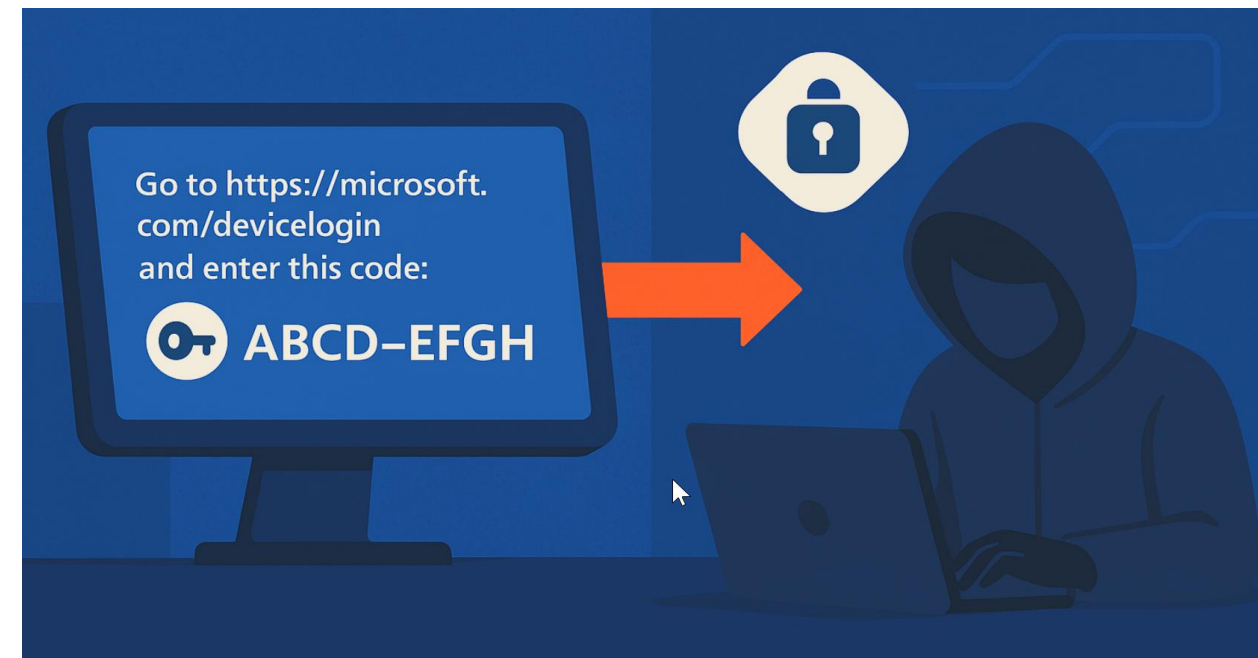 Go to https://microsoft.
com/devicelogin
and enter this code:
ABCD–EFGH